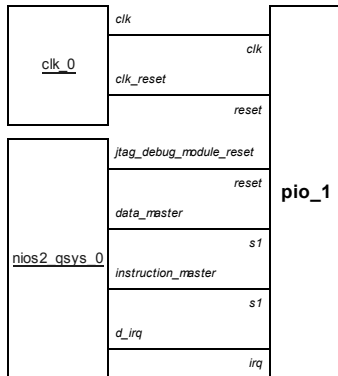 clk
clk
clk_0
clk_reset
reset
jtag_debug_module_reset
reset
pio_1
data_master
s1
nios2_qsys_0
instruction_master
s1
d_irq
irq